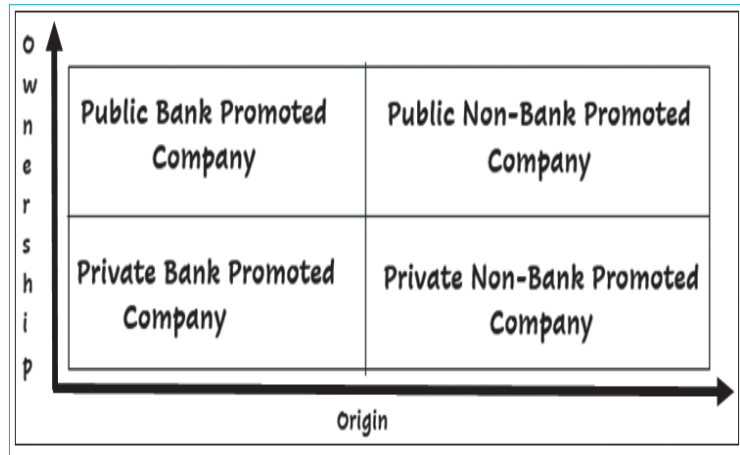 Ownership
Public Bank Promoted
Company
Public Non-Bank Promoted
Company
Private Bank Promoted
Company
Private Non-Bank Promoted
Company
Origin